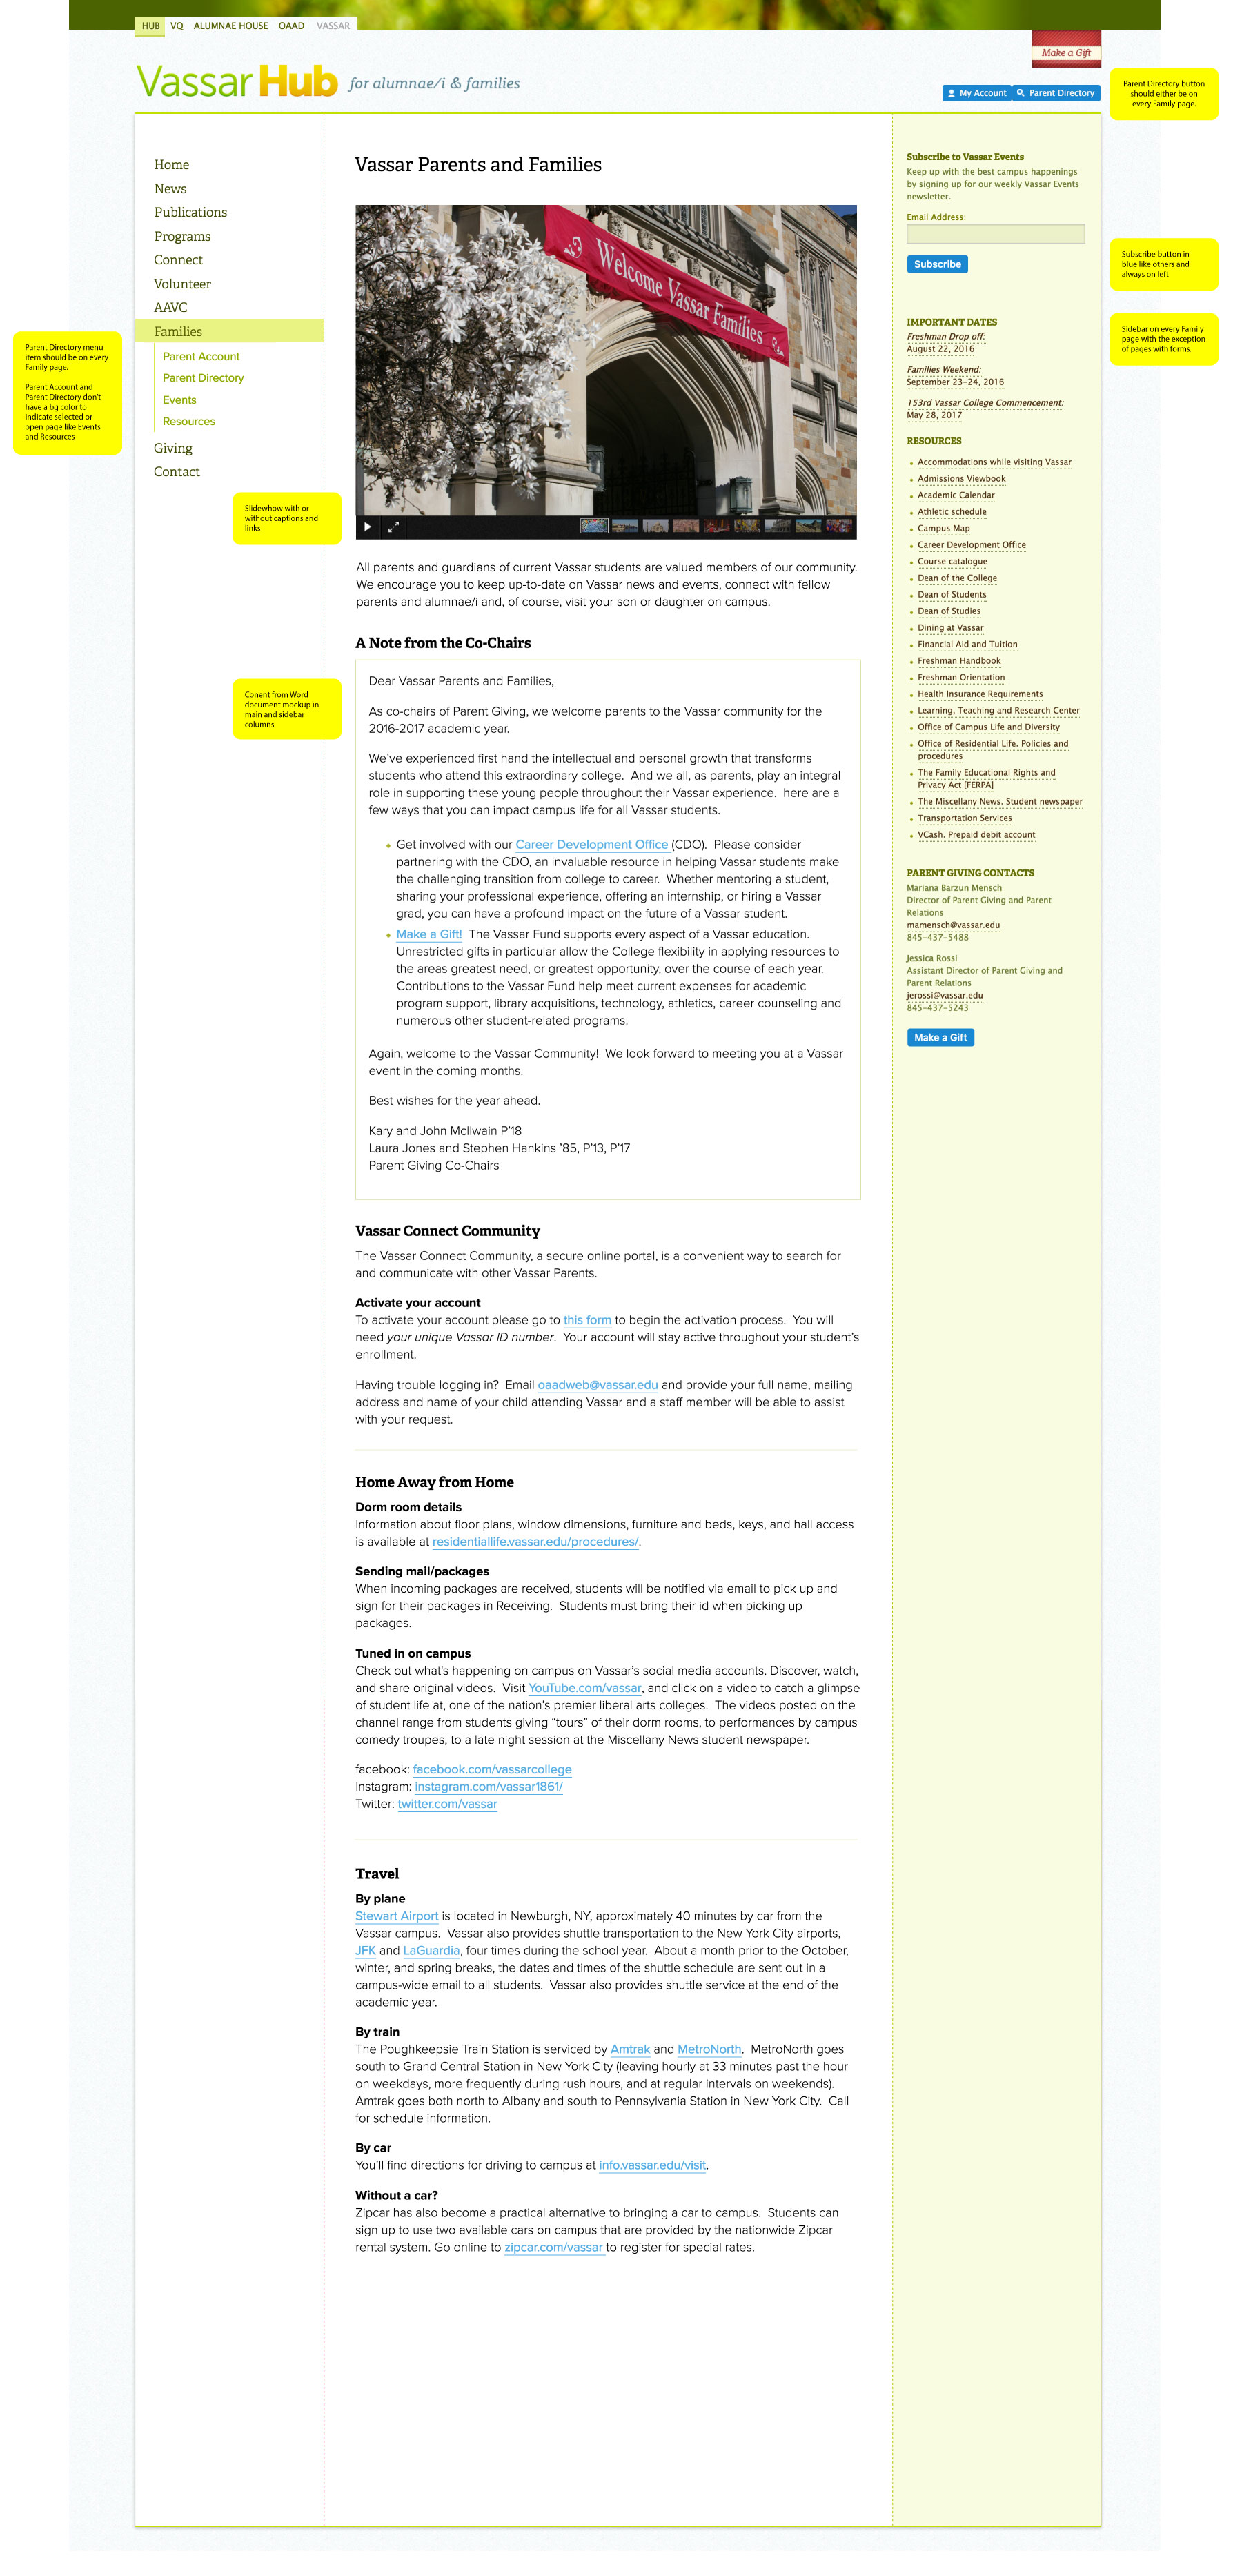 HUB VQ ALUMNAE HOUSE OAAD VASSAR
Make a Gift
Vassar Hub for alumnae/i & families
My Account Parent Directory
Parent Directory button
should either be on
every Family page.
Home
News
Publications
Programs
Connect
Volunteer
AAVC
Families
Parent Account
Parent Directory
Events
Resources
Giving
Contact
Parent Directory menu
item should be on every
Family page.
Parent Account and
Parent Directory don't
have a bg color to
indicate selected or
open page like Events
and Resources
Slidewhow with or
without captions and
links
Conent from Word
document mockup in
main and sidebar
columns
Vassar Parents and Families
Welcome Vassar Families
All parents and guardians of current Vassar students are valued members of our community.
We encourage you to keep up-to-date on Vassar news and events, connect with fellow
parents and alumnae/i and, of course, visit your son or daughter on campus.
A Note from the Co-Chairs
Dear Vassar Parents and Families,
As co-chairs of Parent Giving, we welcome parents to the Vassar community for the
2016-2017 academic year.
We've experienced first hand the intellectual and personal growth that transforms
students who attend this extraordinary college. And we all, as parents, play an integral
role in supporting these young people throughout their Vassar experience. here are a
few ways that you can impact campus life for all Vassar students.
• Get involved with our Career Development Office (CDO). Please consider
partnering with the CDO, an invaluable resource in helping Vassar students make
the challenging transition from college to career. Whether mentoring a student,
sharing your professional experience, offering an internship, or hiring a Vassar
grad, you can have a profound impact on the future of a Vassar student.
• Make a Gift! The Vassar Fund supports every aspect of a Vassar education.
Unrestricted gifts in particular allow the College flexibility in applying resources to
the areas greatest need, or greatest opportunity, over the course of each year.
Contributions to the Vassar Fund help meet current expenses for academic
program support, library acquisitions, technology, athletics, career counseling and
numerous other student-related programs.
Again, welcome to the Vassar Community! We look forward to meeting you at a Vassar
event in the coming months.
Best wishes for the year ahead.
Kary and John McIlwain P'18
Laura Jones and Stephen Hankins '85, P'13, P'17
Parent Giving Co-Chairs
Vassar Connect Community
The Vassar Connect Community, a secure online portal, is a convenient way to search for
and communicate with other Vassar Parents.
Activate your account
To activate your account please go to this form to begin the activation process. You will
need your unique Vassar ID number. Your account will stay active throughout your student's
enrollment.
Having trouble logging in? Email oaadweb@vassar.edu and provide your full name, mailing
address and name of your child attending Vassar and a staff member will be able to assist
with your request.
Home Away from Home
Dorm room details
Information about floor plans, window dimensions, furniture and beds, keys, and hall access
is available at residentiallife.vassar.edu/procedures/.
Sending mail/packages
When incoming packages are received, students will be notified via email to pick up and
sign for their packages in Receiving. Students must bring their id when picking up
packages.
Tuned in on campus
Check out what's happening on campus on Vassar's social media accounts. Discover, watch,
and share original videos. Visit YouTube.com/vassar, and click on a video to catch a glimpse
of student life at, one of the nation's premier liberal arts colleges. The videos posted on the
channel range from students giving “tours” of their dorm rooms, to performances by campus
comedy troupes, to a late night session at the Miscellany News student newspaper.
facebook: facebook.com/vassarcollege
Instagram: instagram.com/vassar1861/
Twitter: twitter.com/vassar
Travel
By plane
Stewart Airport is located in Newburgh, NY, approximately 40 minutes by car from the
Vassar campus. Vassar also provides shuttle transportation to the New York City airports,
JFK and LaGuardia, four times during the school year. About a month prior to the October,
winter, and spring breaks, the dates and times of the shuttle schedule are sent out in a
campus-wide email to all students. Vassar also provides shuttle service at the end of the
academic year.
By train
The Poughkeepsie Train Station is serviced by Amtrak and MetroNorth. MetroNorth goes
south to Grand Central Station in New York City (leaving hourly at 33 minutes past the hour
on weekdays, more frequently during rush hours, and at regular intervals on weekends).
Amtrak goes both north to Albany and south to Pennsylvania Station in New York City. Call
for schedule information.
By car
You'll find directions for driving to campus at info.vassar.edu/visit.
Without a car?
Zipcar has also become a practical alternative to bringing a car to campus. Students can
sign up to use two available cars on campus that are provided by the nationwide Zipcar
rental system. Go online to zipcar.com/vassar to register for special rates.
Subscribe to Vassar Events
Keep up with the best campus happenings
by signing up for our weekly Vassar Events
newsletter.
Email Address:
Subscribe
Subscribe button in
blue like others and
always on left
Sidebar on every Family
page with the exception
of pages with forms.
IMPORTANT DATES
Freshman Drop off:
August 22, 2016
Families Weekend:
September 23-24, 2016
153rd Vassar College Commencement:
May 28, 2017
RESOURCES
• Accommodations while visiting Vassar
• Admissions Viewbook
• Academic Calendar
• Athletic schedule
• Campus Map
• Career Development Office
• Course catalogue
• Dean of the College
• Dean of Students
• Dean of Studies
• Dining at Vassar
• Financial Aid and Tuition
• Freshman Handbook
• Freshman Orientation
• Health Insurance Requirements
• Learning, Teaching and Research Center
• Office of Campus Life and Diversity
• Office of Residential Life. Policies and
procedures
• The Family Educational Rights and
Privacy Act [FERPA]
• The Miscellany News. Student newspaper
• Transportation Services
• VCash. Prepaid debit account
PARENT GIVING CONTACTS
Mariana Barzun Mensch
Director of Parent Giving and Parent
Relations
mamensch@vassar.edu
845-437-5488
Jessica Rossi
Assistant Director of Parent Giving and
Parent Relations
jerossi@vassar.edu
845-437-5243
Make a Gift